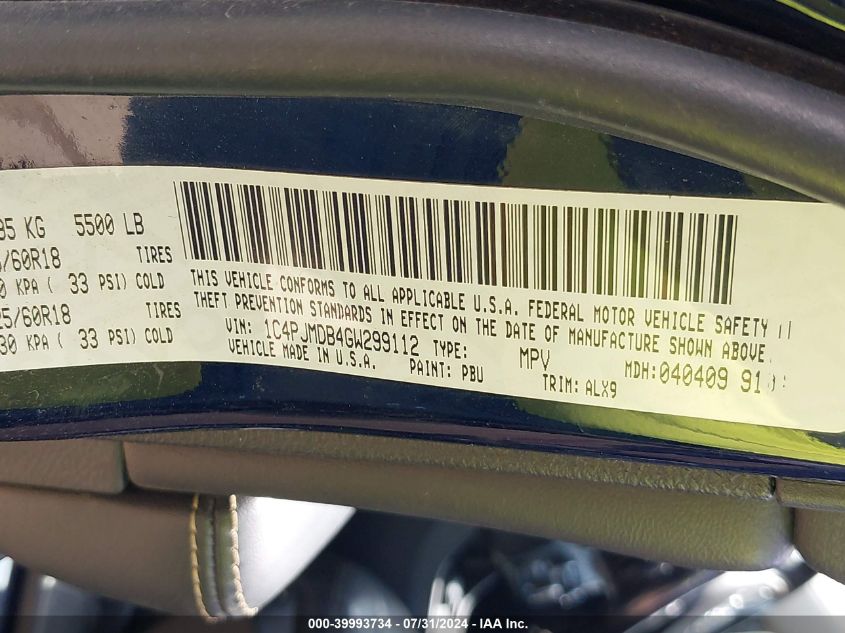 95 KG 5500 LB
/60R18 TIRES
0 KPA ( 33 PSI) COLD
25/60R18 TIRES
30 KPA ( 33 PSI) COLD
THIS VEHICLE CONFORMS TO ALL APPLICABLE U.S.A. FEDERAL MOTOR VEHICLE SAFETY
THEFT PREVENTION STANDARDS IN EFFECT ON THE DATE OF MANUFACTURE SHOWN ABOVE.
VIN: 1C4PJMDB4GW299112 TYPE: MPV MDH:040409
VEHICLE MADE IN U.S.A. PAINT: PBU TRIM: ALX9
000-39993734 / 07/31/2024 / IAA Inc.